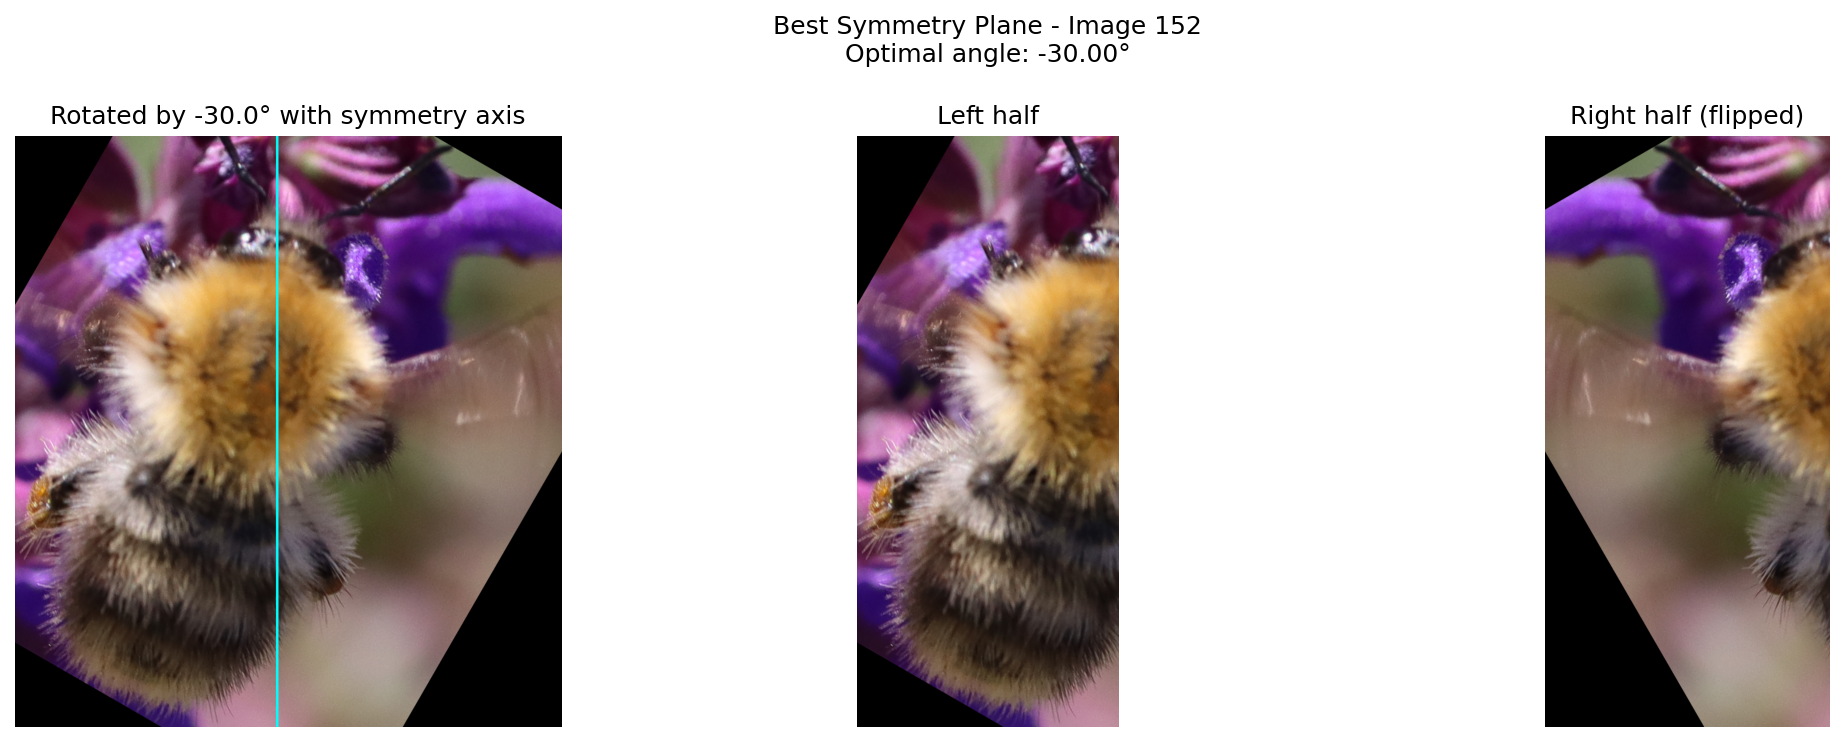 Best Symmetry Plane - Image 152
Optimal angle: -30.00°
Rotated by -30.0° with symmetry axis
Left half
Right half (flipped)